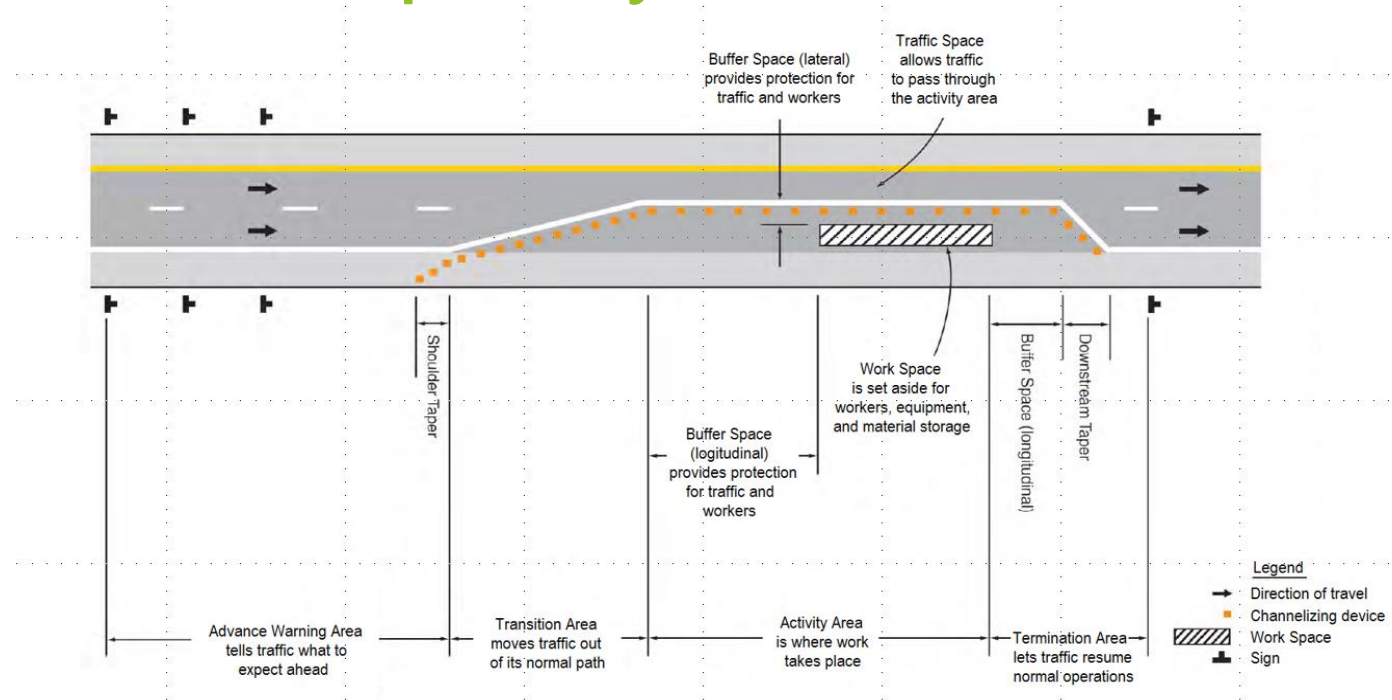 Buffer Space (lateral)
provides protection for
traffic and workers
Traffic Space
allows traffic
to pass through
the activity area
Shoulder Taper
Buffer Space
(logitudinal)
provides protection
for traffic and
workers
Work Space
is set aside for
workers, equipment,
and material storage
Buffer Space (longitudinal)
Downstream Taper
Advance Warning Area
tells traffic what to
expect ahead
Transition Area
moves traffic out
of its normal path
Activity Area
is where work
takes place
Termination Area
lets traffic resume
normal operations
Legend
Direction of travel
Channelizing device
Work Space
Sign